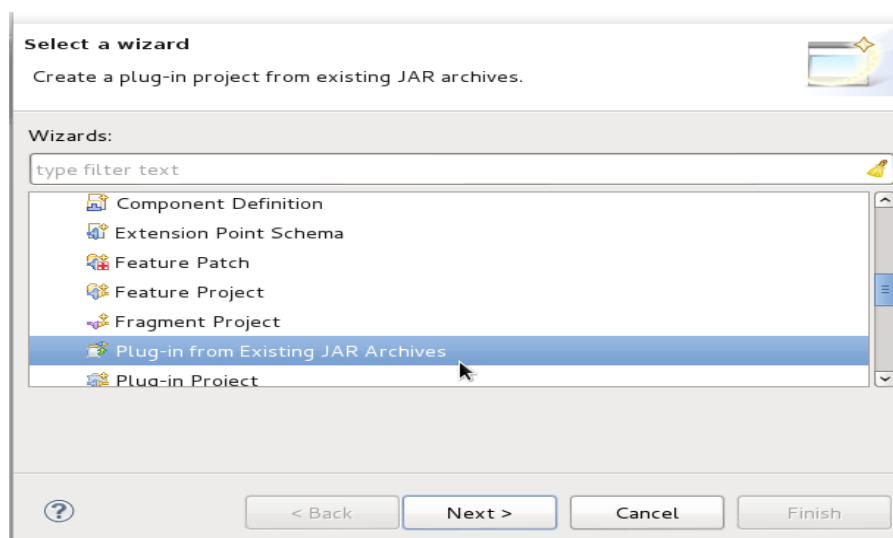 Select a wizard
Create a plug-in project from existing JAR archives.
Wizards:
type filter text
Component Definition
Extension Point Schema
Feature Patch
Feature Project
Fragment Project
Plug-in from Existing JAR Archives
Plug-in Project
?
< Back Next > Cancel Finish